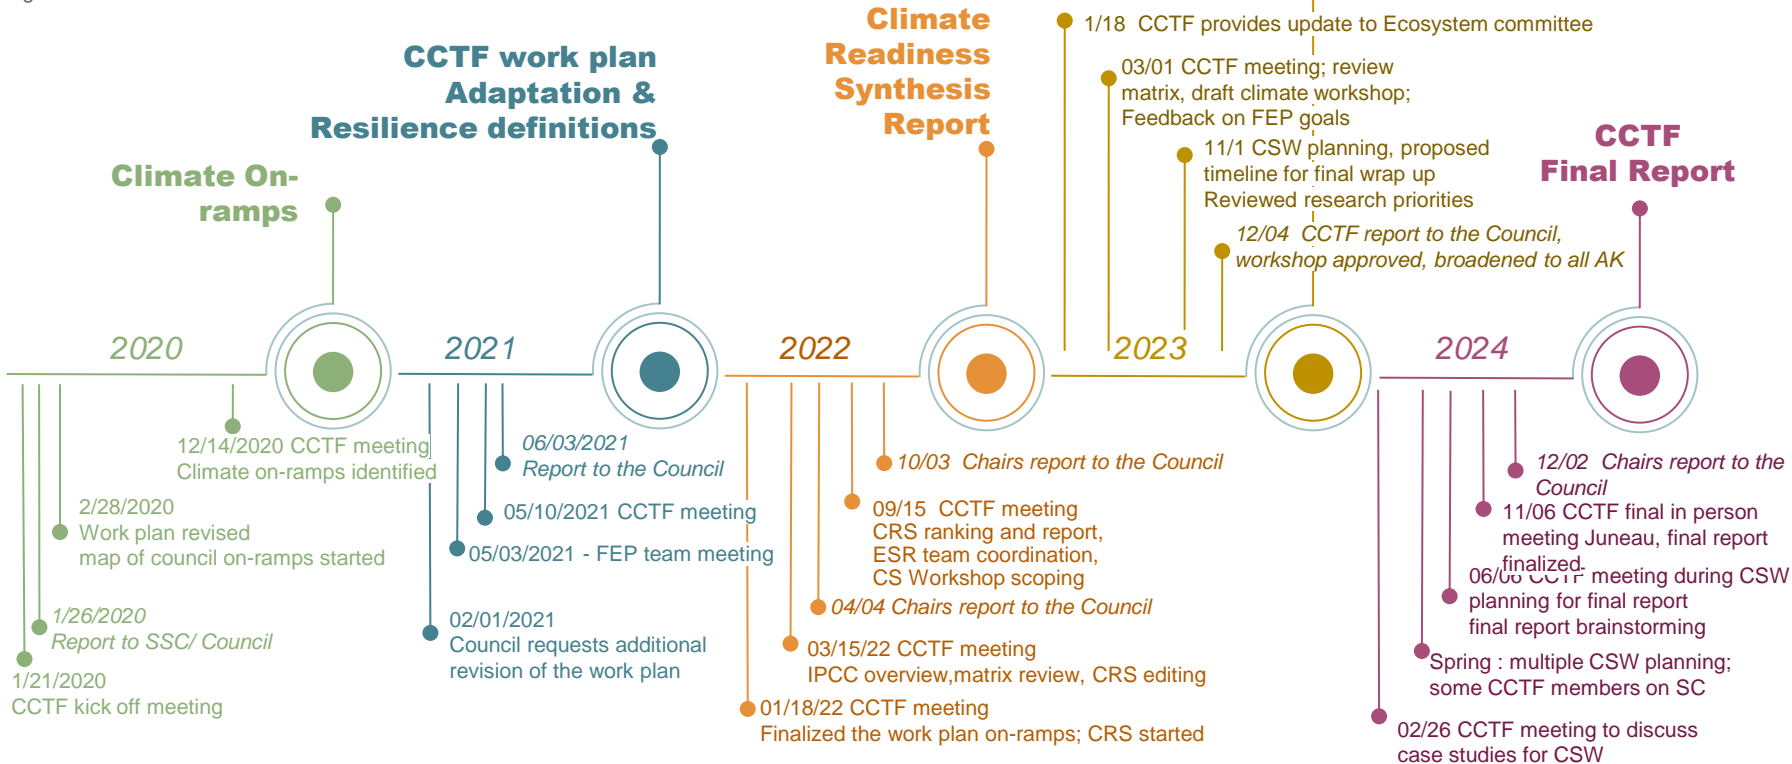 Climate On-
ramps
2020
12/14/2020 CCTF meeting
Climate on-ramps identified
2/28/2020
Work plan revised
map of council on-ramps started
1/26/2020
Report to SSC/ Council
1/21/2020
CCTF kick off meeting
CCTF work plan
Adaptation &
Resilience definitions
2021
06/03/2021
Report to the Council
05/10/2021 CCTF meeting
05/03/2021 - FEP team meeting
02/01/2021
Council requests additional
revision of the work plan
Climate
Readiness
Synthesis
Report
2022
10/03  Chairs report to the Council
09/15  CCTF meeting
CRS ranking and report,
ESR team coordination,
CS Workshop scoping
04/04 Chairs report to the Council
03/15/22 CCTF meeting
IPCC overview,matrix review, CRS editing
01/18/22 CCTF meeting
Finalized the work plan on-ramps; CRS started
1/18  CCTF provides update to Ecosystem committee
03/01 CCTF meeting; review
matrix, draft climate workshop;
Feedback on FEP goals
11/1 CSW planning, proposed
timeline for final wrap up
Reviewed research priorities
12/04  CCTF report to the Council,
workshop approved, broadened to all AK
2023
CCTF
Final Report
2024
12/02  Chairs report to the
Council
11/06 CCTF final in person
meeting Juneau, final report
finalized
06/06 CCTF meeting during CSW
planning for final report
final report brainstorming
Spring : multiple CSW planning;
some CCTF members on SC
02/26 CCTF meeting to discuss
case studies for CSW